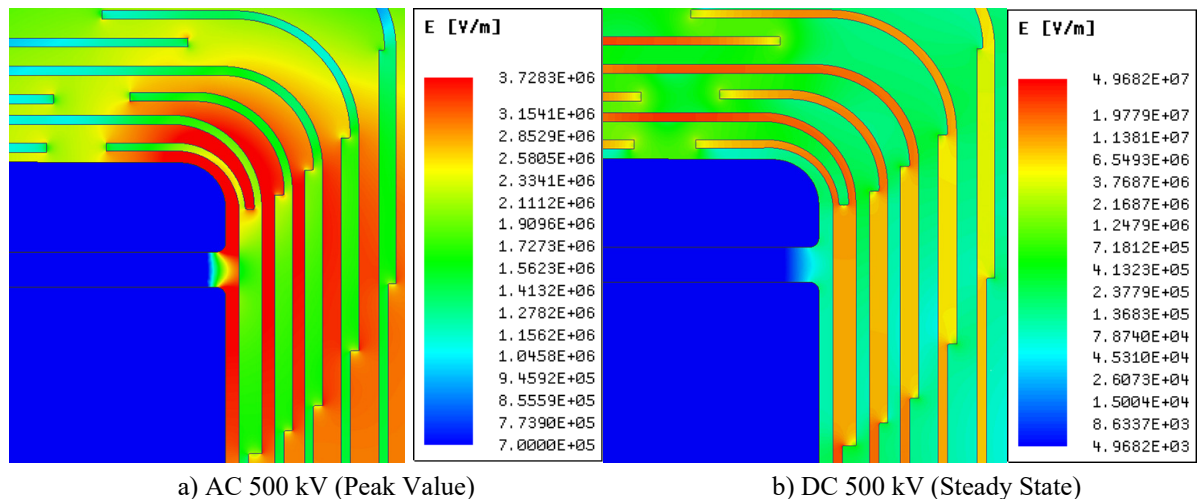 E [V/m]
3.7283E+06
3.1541E+06
2.8529E+06
2.5805E+06
2.3341E+06
2.1112E+06
1.9096E+06
1.7273E+06
1.5623E+06
1.4132E+06
1.2782E+06
1.1562E+06
1.0458E+06
9.4592E+05
8.5559E+05
7.7390E+05
7.0000E+05
E [V/m]
4.9682E+07
1.9779E+07
1.1381E+07
6.5493E+06
3.7687E+06
2.1687E+06
1.2479E+06
7.1812E+05
4.1323E+05
2.3779E+05
1.3683E+05
7.8740E+04
4.5310E+04
2.6073E+04
1.5004E+04
8.6337E+03
4.9682E+03
a) AC 500 kV (Peak Value)
b) DC 500 kV (Steady State)